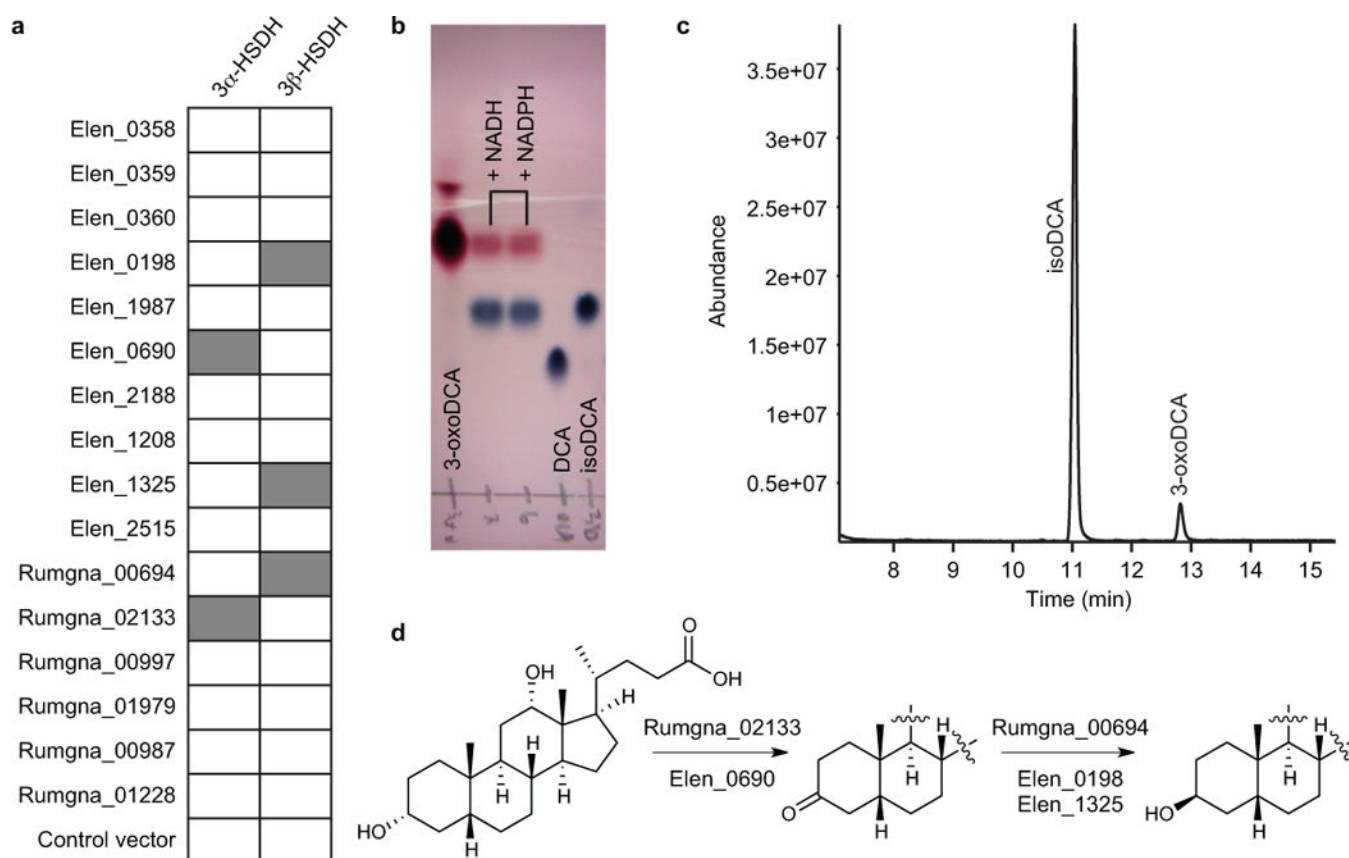 a
3α-HSDH
3β-HSDH
Elen_0358
Elen_0359
Elen_0360
Elen_0198
Elen_1987
Elen_0690
Elen_2188
Elen_1208
Elen_1325
Elen_2515
Rumgna_00694
Rumgna_02133
Rumgna_00997
Rumgna_01979
Rumgna_00987
Rumgna_01228
Control vector
b
+ NADH
+ NADPH
3-oxoDCA
DCA
isoDCA
c
Abundance
3.5e+07
3e+07
2.5e+07
2e+07
1.5e+07
1e+07
0.5e+07
isoDCA
3-oxoDCA
8 9 10 11 12 13 14 15
Time (min)
d
O
OH
OH
H
H
H
H
H
HO
Rumgna_02133
Elen_0690
H
H
H
O
Rumgna_00694
Elen_0198
Elen_1325
H
H
H
HO